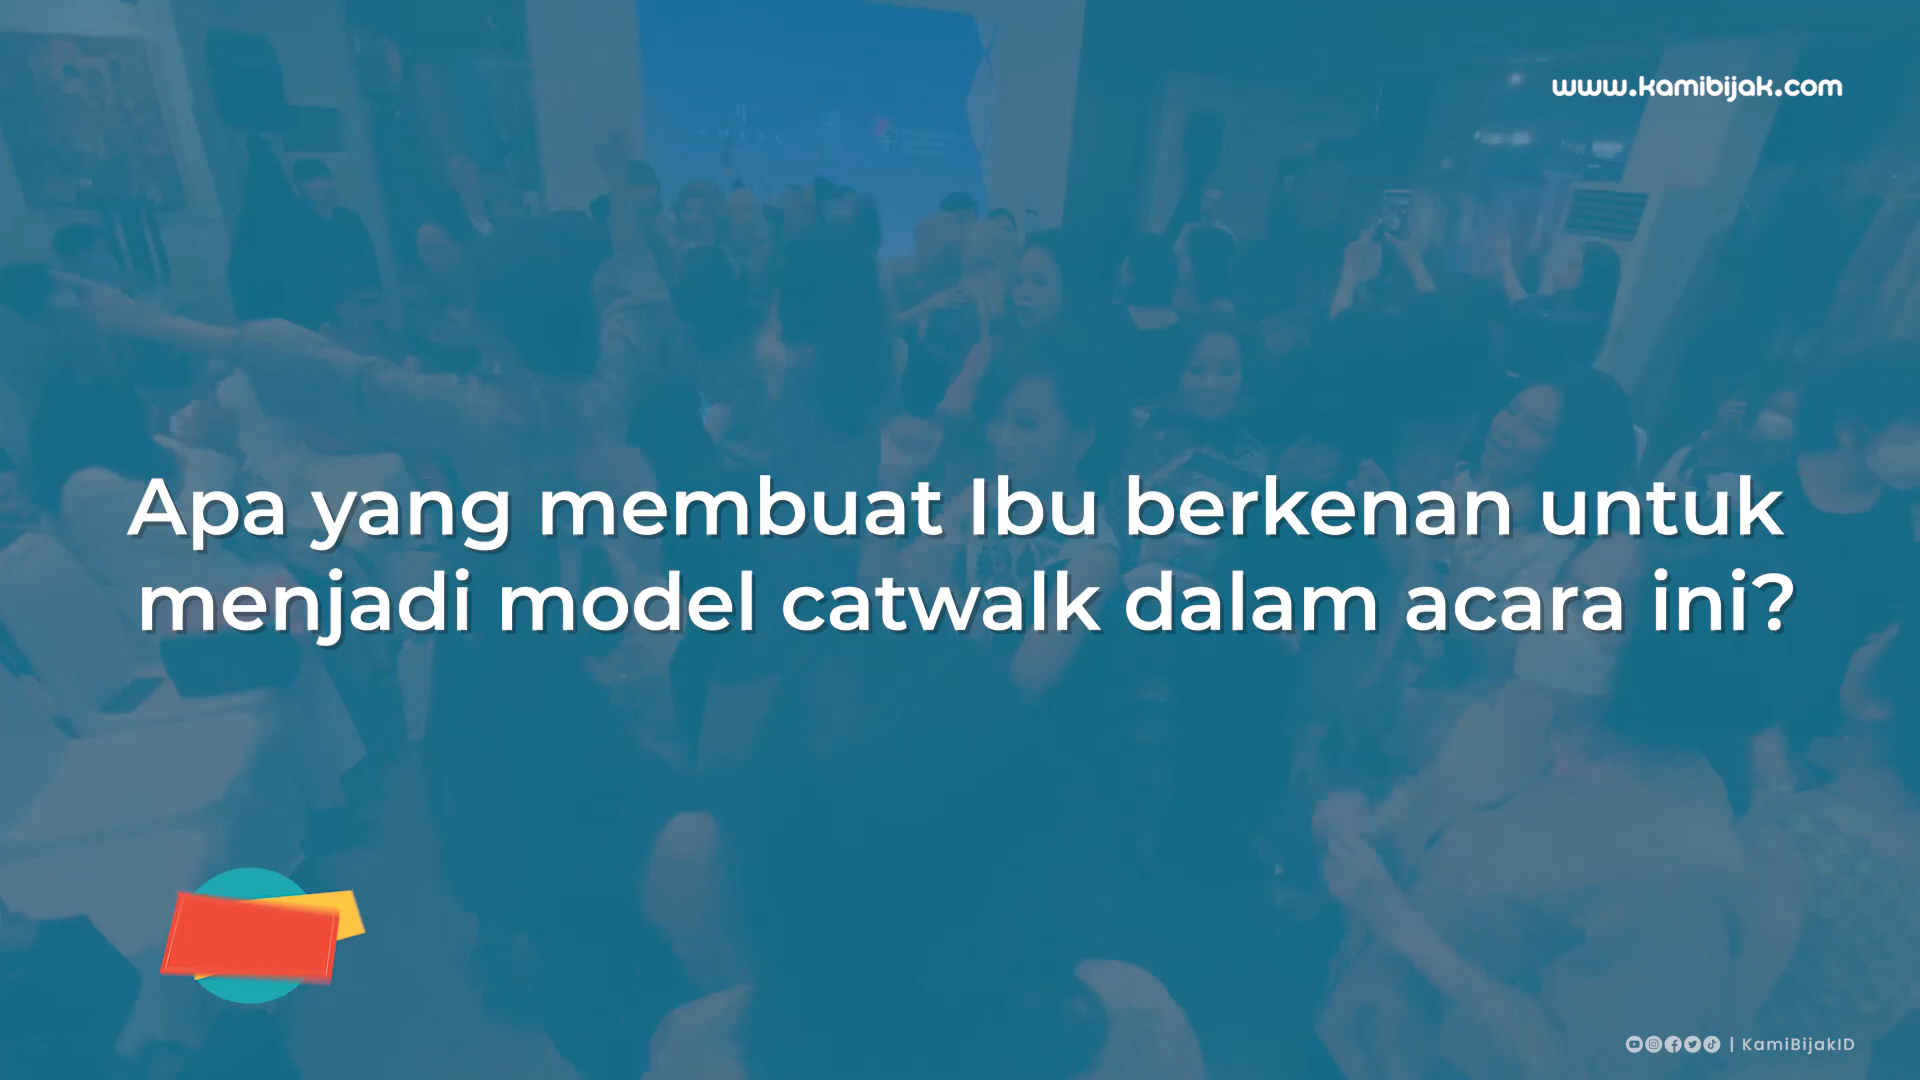 www.kamibijak.com
Apa yang membuat Ibu berkenan untuk
menjadi model catwalk dalam acara ini?
| KamiBijakID